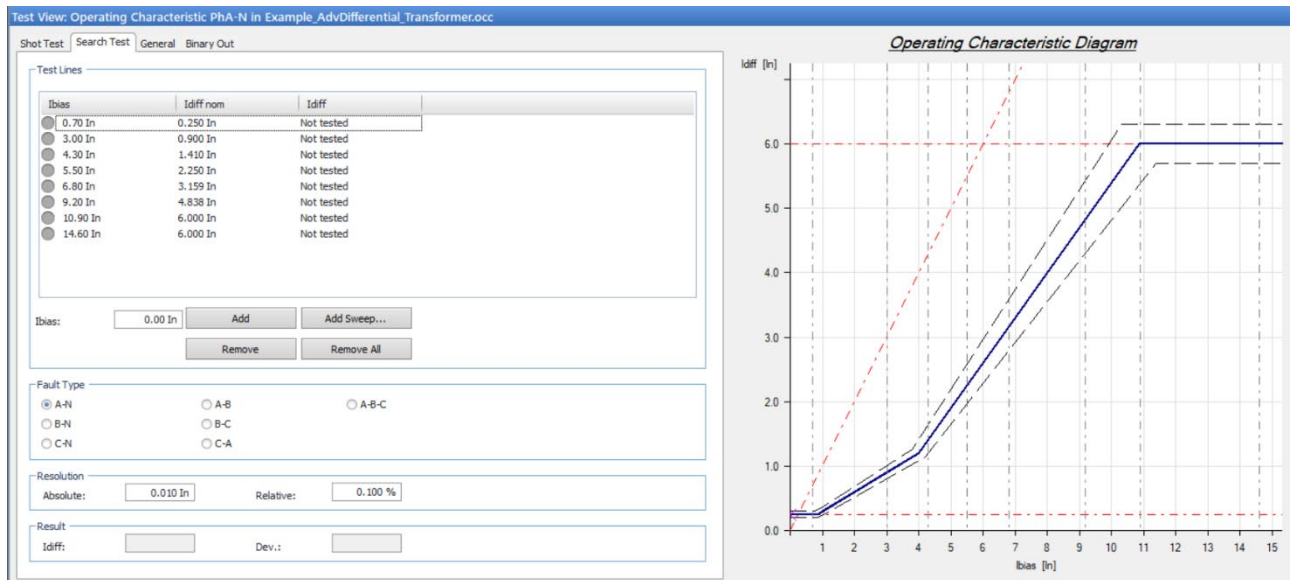 Test View: Operating Characteristic PhA-N in Example_AdvDifferential_Transformer.occ
Shot Test Search Test General Binary Out
Test Lines
Ibias Idiff nom Idiff
0.70 In 0.250 In Not tested
3.00 In 0.900 In Not tested
4.30 In 1.410 In Not tested
5.50 In 2.250 In Not tested
6.80 In 3.159 In Not tested
9.20 In 4.838 In Not tested
10.90 In 6.000 In Not tested
14.60 In 6.000 In Not tested
Ibias: 0.00 In Add Add Sweep...
Remove Remove All
Fault Type
A-N A-B A-B-C
B-N B-C
C-N C-A
Resolution
Absolute: 0.010 In Relative: 0.100 %
Result
Idiff: Dev.:
Operating Characteristic Diagram
Idiff [In]
6.0
5.0
4.0
3.0
2.0
1.0
0.0
1 2 3 4 5 6 7 8 9 10 11 12 13 14 15
Ibias [In]